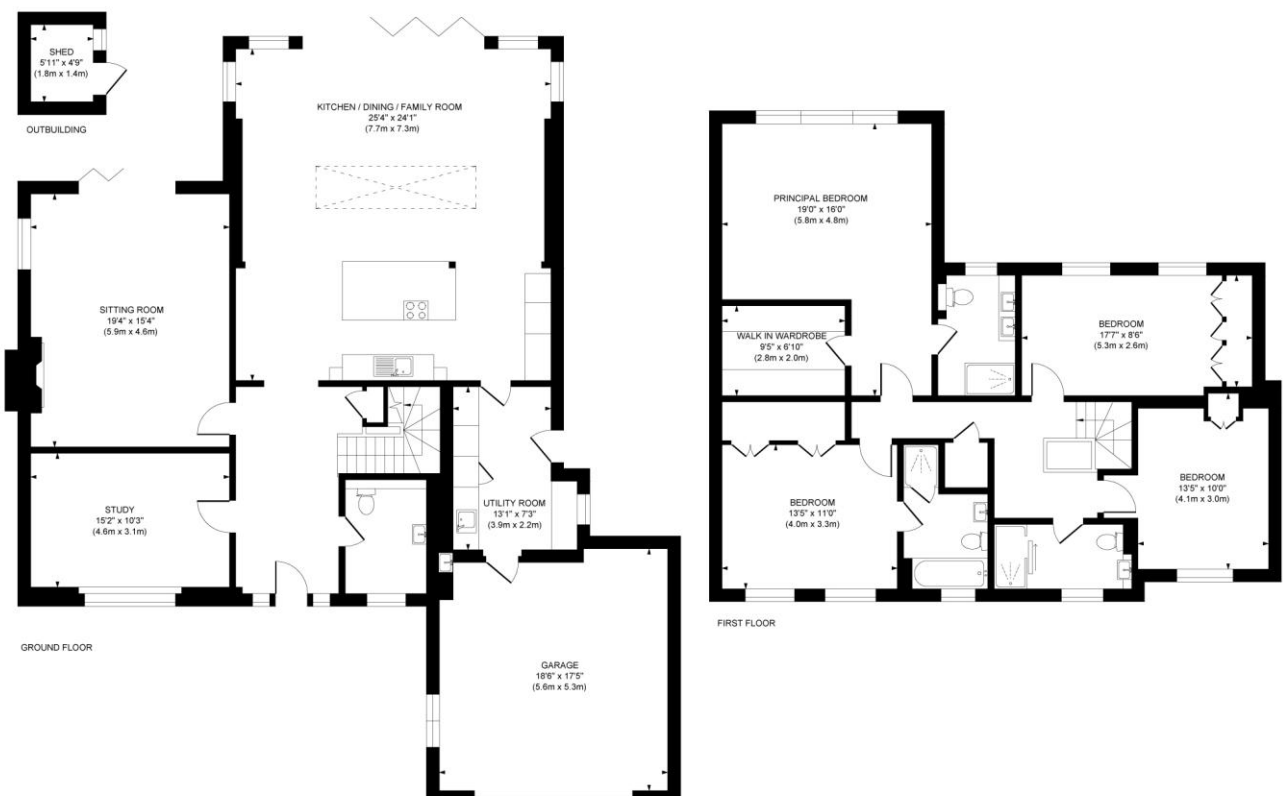 SHED
5'11" x 4'9"
(1.8m x 1.4m)
OUTBUILDING
KITCHEN / DINING / FAMILY ROOM
25'4" x 24'1"
(7.7m x 7.3m)
SITTING ROOM
19'4" x 15'4"
(5.9m x 4.6m)
STUDY
15'2" x 10'3"
(4.6m x 3.1m)
UTILITY ROOM
13'1" x 7'3"
(3.9m x 2.2m)
GARAGE
18'6" x 17'5"
(5.6m x 5.3m)
GROUND FLOOR
PRINCIPAL BEDROOM
19'0" x 16'0"
(5.8m x 4.8m)
WALK IN WARDROBE
9'5" x 6'10"
(2.8m x 2.0m)
BEDROOM
17'7" x 8'6"
(5.3m x 2.6m)
BEDROOM
13'5" x 10'0"
(4.1m x 3.0m)
BEDROOM
13'5" x 11'0"
(4.0m x 3.3m)
FIRST FLOOR